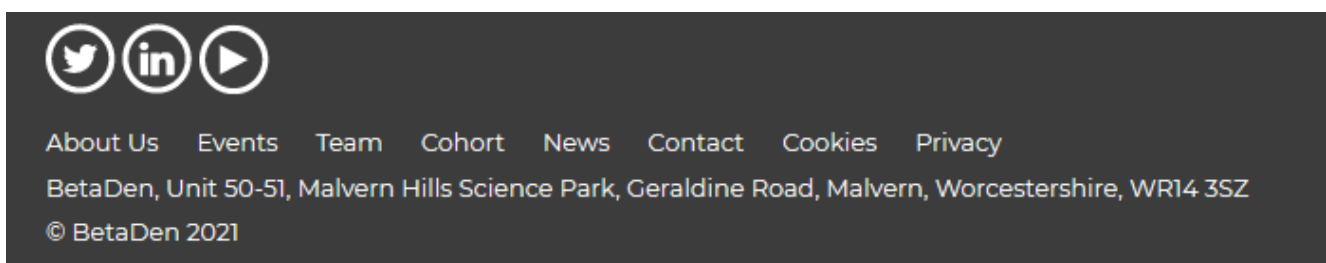 in
About Us Events Team Cohort News Contact Cookies Privacy
BetaDen, Unit 50-51, Malvern Hills Science Park, Geraldine Road, Malvern, Worcestershire, WR14 3SZ
© BetaDen 2021